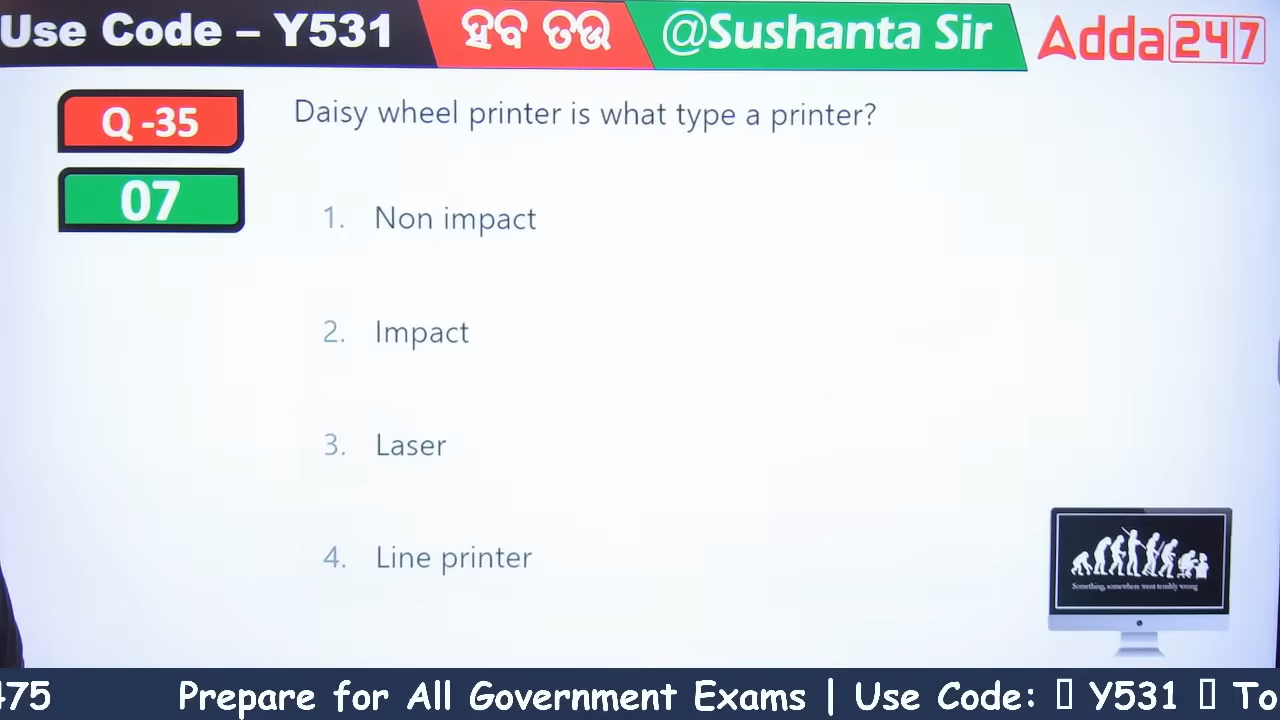 Use Code – Y531
ହବ ତଉ
@Sushanta Sir
Adda247
Q -35
07
Daisy wheel printer is what type a printer?
1. Non impact
2. Impact
3. Laser
4. Line printer
Something, somewhere went terribly wrong
475 Prepare for All Government Exams | Use Code: Y531 To